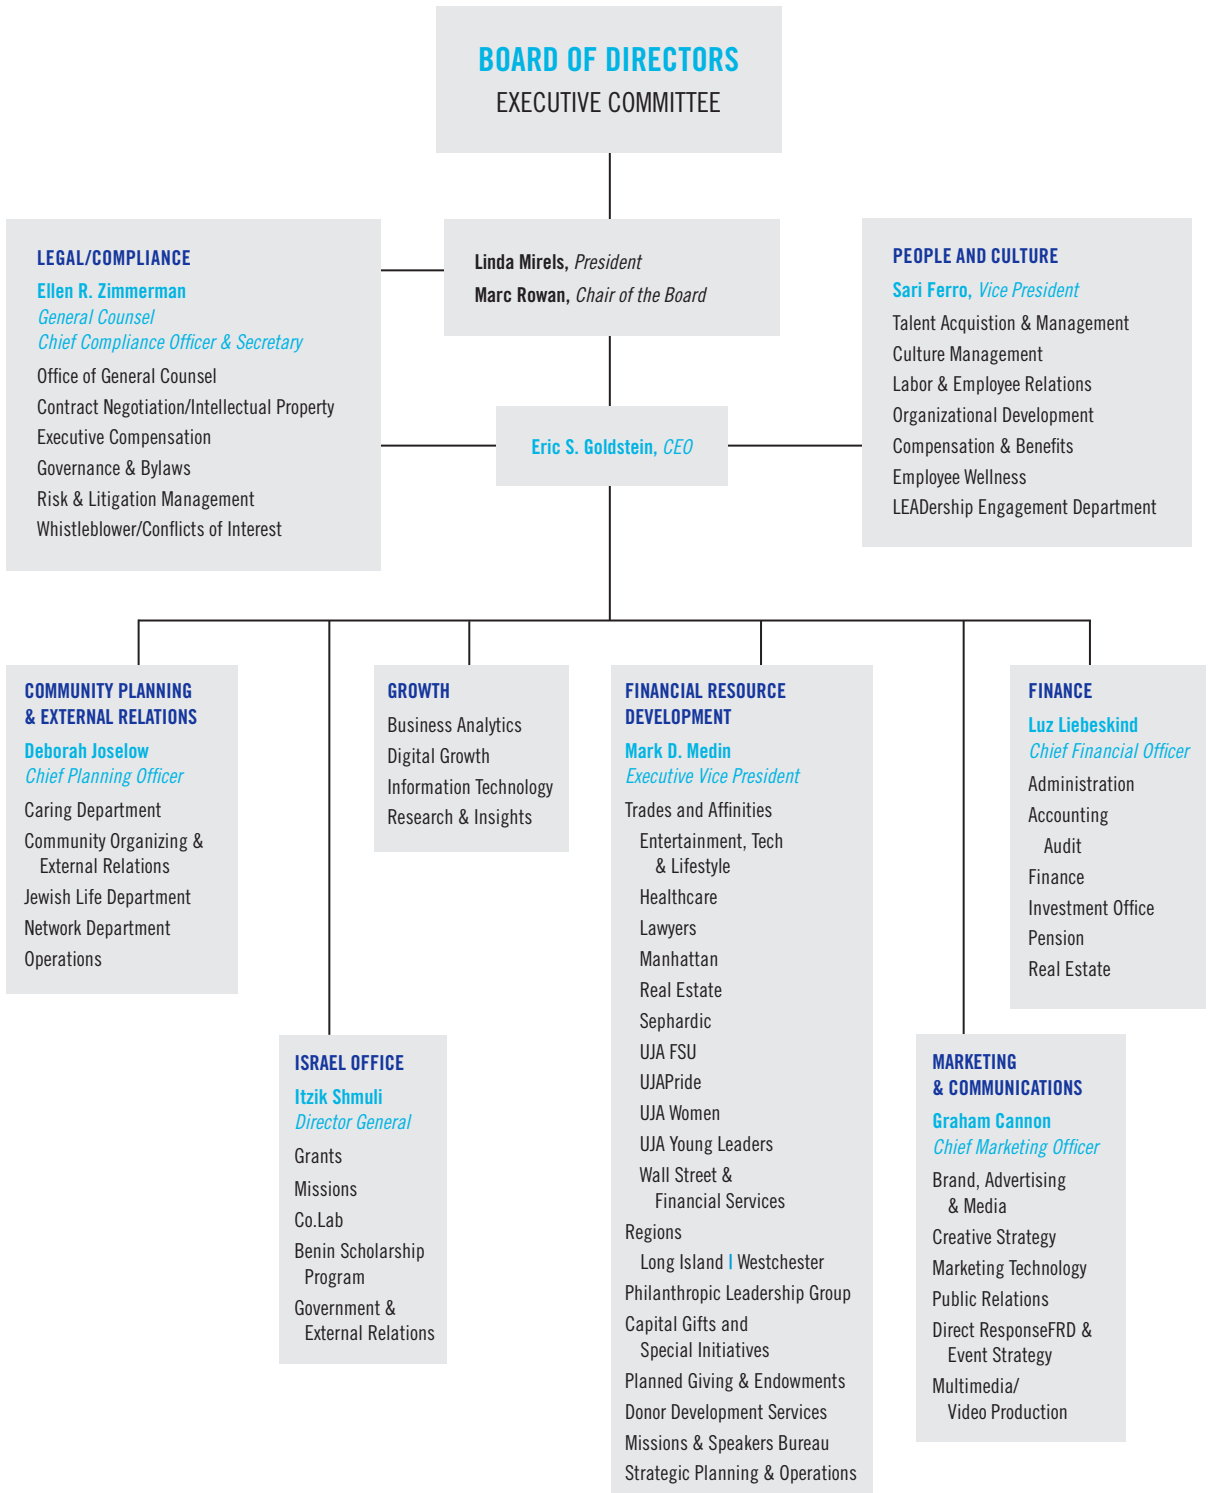 BOARD OF DIRECTORS
EXECUTIVE COMMITTEE
LEGAL/COMPLIANCE
Ellen R. Zimmerman
General Counsel
Chief Compliance Officer & Secretary
Office of General Counsel
Contract Negotiation/Intellectual Property
Executive Compensation
Governance & Bylaws
Risk & Litigation Management
Whistleblower/Conflicts of Interest
Linda Mirels, President
Marc Rowan, Chair of the Board
Eric S. Goldstein, CEO
PEOPLE AND CULTURE
Sari Ferro, Vice President
Talent Acquistion & Management
Culture Management
Labor & Employee Relations
Organizational Development
Compensation & Benefits
Employee Wellness
LEADership Engagement Department
COMMUNITY PLANNING
& EXTERNAL RELATIONS
Deborah Joselow
Chief Planning Officer
Caring Department
Community Organizing &
External Relations
Jewish Life Department
Network Department
Operations
ISRAEL OFFICE
Itzik Shmuli
Director General
Grants
Missions
Co.Lab
Benin Scholarship
Program
Government &
External Relations
GROWTH
Business Analytics
Digital Growth
Information Technology
Research & Insights
FINANCIAL RESOURCE
DEVELOPMENT
Mark D. Medin
Executive Vice President
Trades and Affinities
Entertainment, Tech
& Lifestyle
Healthcare
Lawyers
Manhattan
Real Estate
Sephardic
UJA FSU
UJAPride
UJA Women
UJA Young Leaders
Wall Street &
Financial Services
Regions
Long Island | Westchester
Philanthropic Leadership Group
Capital Gifts and
Special Initiatives
Planned Giving & Endowments
Donor Development Services
Missions & Speakers Bureau
Strategic Planning & Operations
MARKETING
& COMMUNICATIONS
Graham Cannon
Chief Marketing Officer
Brand, Advertising
& Media
Creative Strategy
Marketing Technology
Public Relations
Direct ResponseFRD &
Event Strategy
Multimedia/
Video Production
FINANCE
Luz Liebeskind
Chief Financial Officer
Administration
Accounting
Audit
Finance
Investment Office
Pension
Real Estate